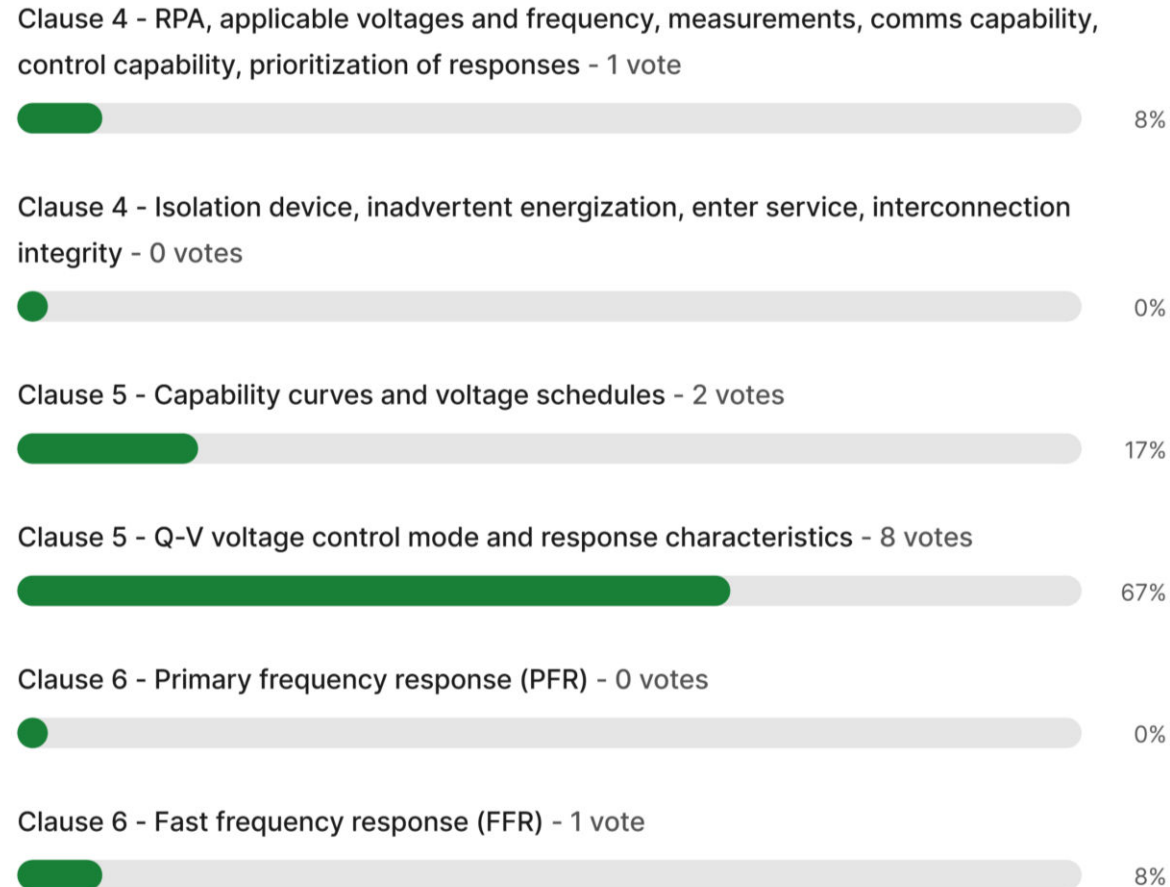 Clause 4 - RPA, applicable voltages and frequency, measurements, comms capability,
control capability, prioritization of responses - 1 vote
8%
Clause 4 - Isolation device, inadvertent energization, enter service, interconnection
integrity - 0 votes
0%
Clause 5 - Capability curves and voltage schedules - 2 votes
17%
Clause 5 - Q-V voltage control mode and response characteristics - 8 votes
67%
Clause 6 - Primary frequency response (PFR) - 0 votes
0%
Clause 6 - Fast frequency response (FFR) - 1 vote
8%